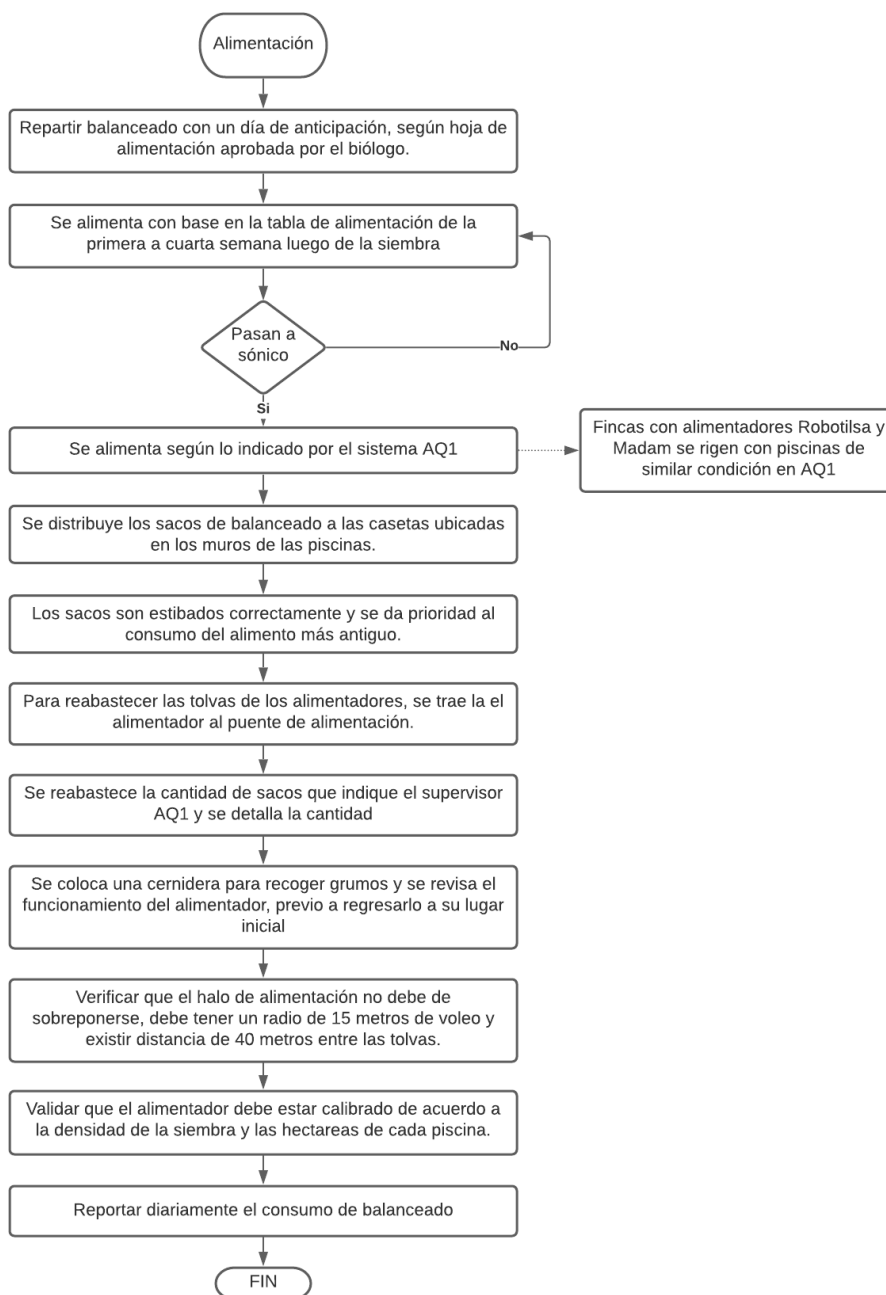 Alimentación
Repartir balanceado con un día de anticipación, según hoja de
alimentación aprobada por el biólogo.
Se alimenta con base en la tabla de alimentación de la
primera a cuarta semana luego de la siembra
Pasan a
sónico
No
Si
Se alimenta según lo indicado por el sistema AQ1
Fincas con alimentadores Robotilsa y
Madam se rigen con piscinas de
similar condición en AQ1
Se distribuye los sacos de balanceado a las casetas ubicadas
en los muros de las piscinas.
Los sacos son estibados correctamente y se da prioridad al
consumo del alimento más antiguo.
Para reabastecer las tolvas de los alimentadores, se trae la el
alimentador al puente de alimentación.
Se reabastece la cantidad de sacos que indique el supervisor
AQ1 y se detalla la cantidad
Se coloca una cernidera para recoger grumos y se revisa el
funcionamiento del alimentador, previo a regresarlo a su lugar
inicial
Verificar que el halo de alimentación no debe de
sobreponerse, debe tener un radio de 15 metros de voleo y
existir distancia de 40 metros entre las tolvas.
Validar que el alimentador debe estar calibrado de acuerdo a
la densidad de la siembra y las hectareas de cada piscina.
Reportar diariamente el consumo de balanceado
FIN